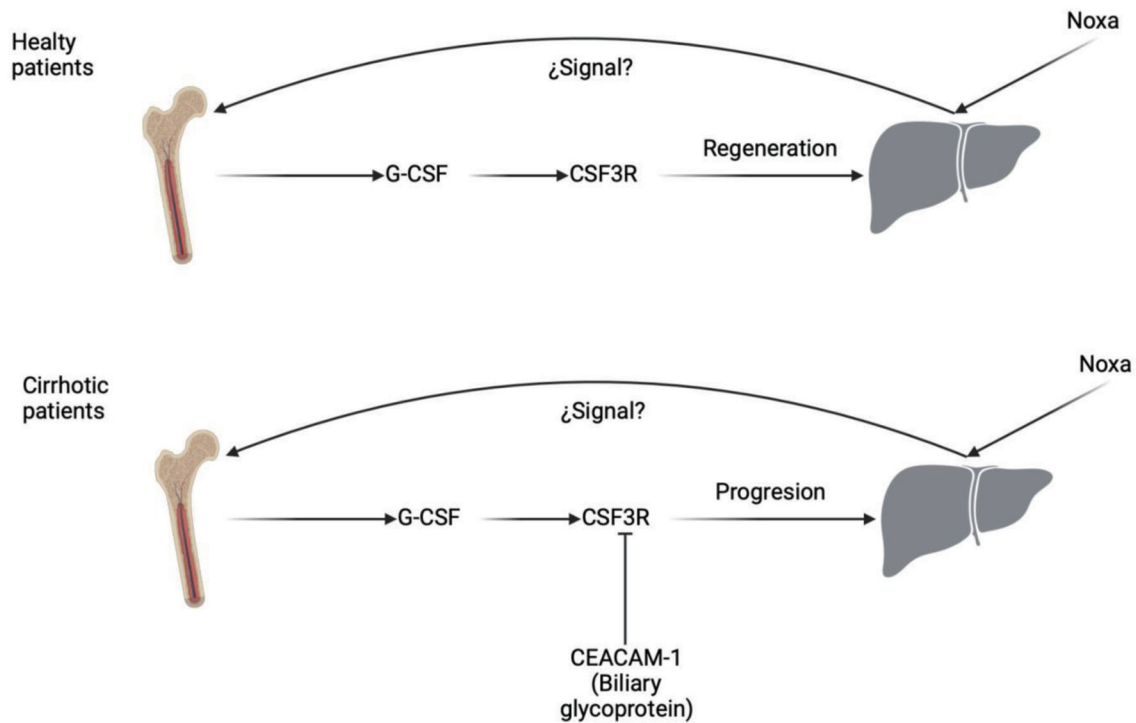 Healty
patients
Noxa
¿Signal?
Regeneration
G-CSF
CSF3R
Cirrhotic
patients
Noxa
¿Signal?
Progresion
G-CSF
CSF3R
CEACAM-1
(Biliary
glycoprotein)